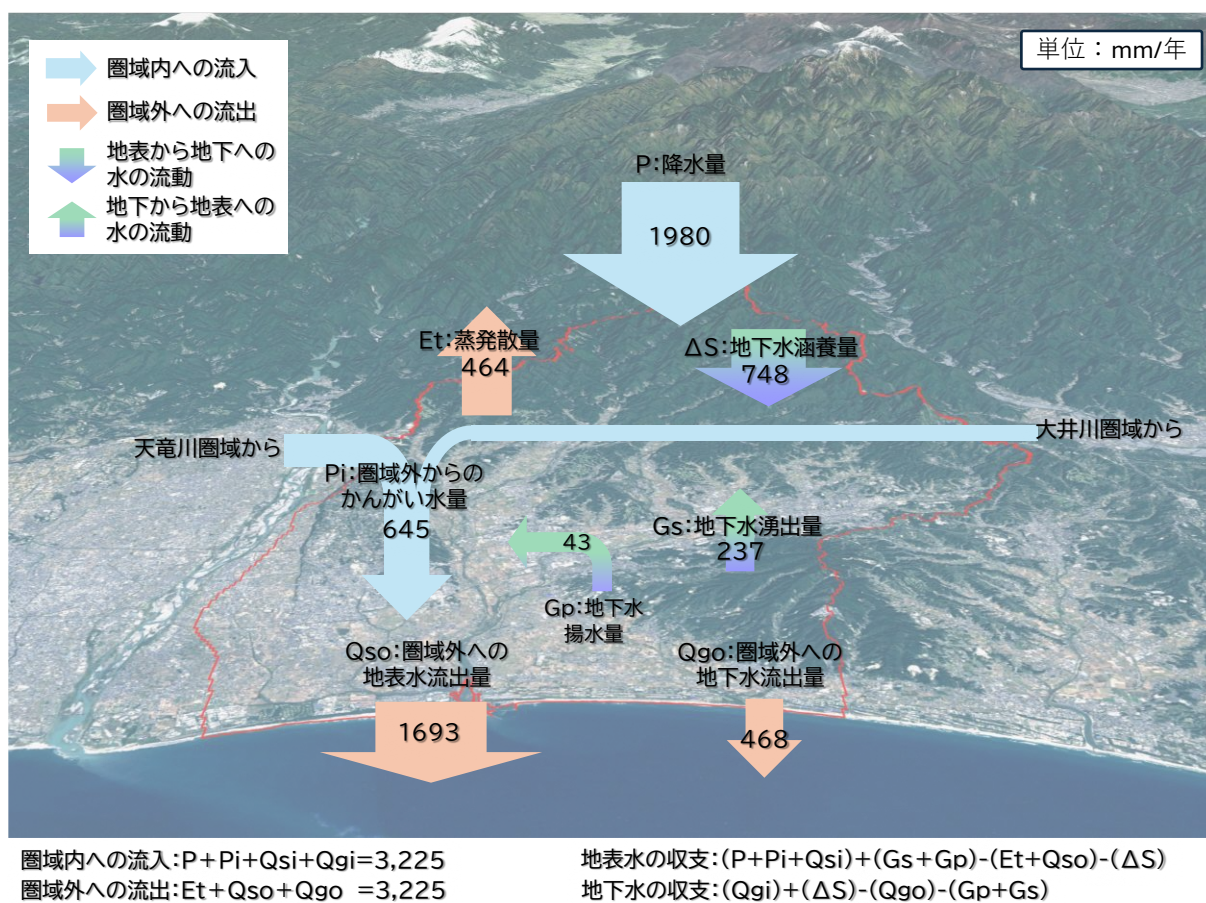 単位：mm/年
圏域内への流入
圏域外への流出
地表から地下への
水の流動
地下から地表への
水の流動
P：降水量
1980
Et：蒸発散量
464
ΔS：地下水涵養量
748
天竜川圏域から
大井川圏域から
Pi：圏域外からの
かんがい水量
645
43
Gs：地下水湧出量
237
Gp：地下水
揚水量
Qso：圏域外への
地表水流出量
1693
Qgo：圏域外への
地下水流出量
468
圏域内への流入：P+Pi+Qsi+Qgi=3,225
圏域外への流出：Et+Qso+Qgo =3,225
地表水の収支：(P+Pi+Qsi)+(Gs+Gp)-(Et+Qso)-(ΔS)
地下水の収支：(Qgi)+(ΔS)-(Qgo)-(Gp+Gs)